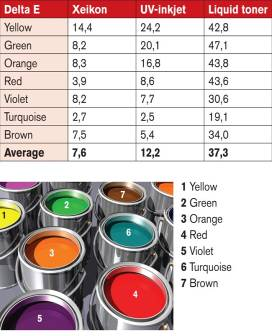 Delta E Xeikon UV-inkjet Liquid toner
Yellow 14,4 24,2 42,8
Green 8,2 20,1 47,1
Orange 8,3 16,8 43,8
Red 3,9 8,6 43,6
Violet 8,2 7,7 30,6
Turquoise 2,7 2,5 19,1
Brown 7,5 5,4 34,0
Average 7,6 12,2 37,3
1 Yellow
2 Green
3 Orange
4 Red
5 Violet
6 Turquoise
7 Brown
1
2
7
6
3
4
5